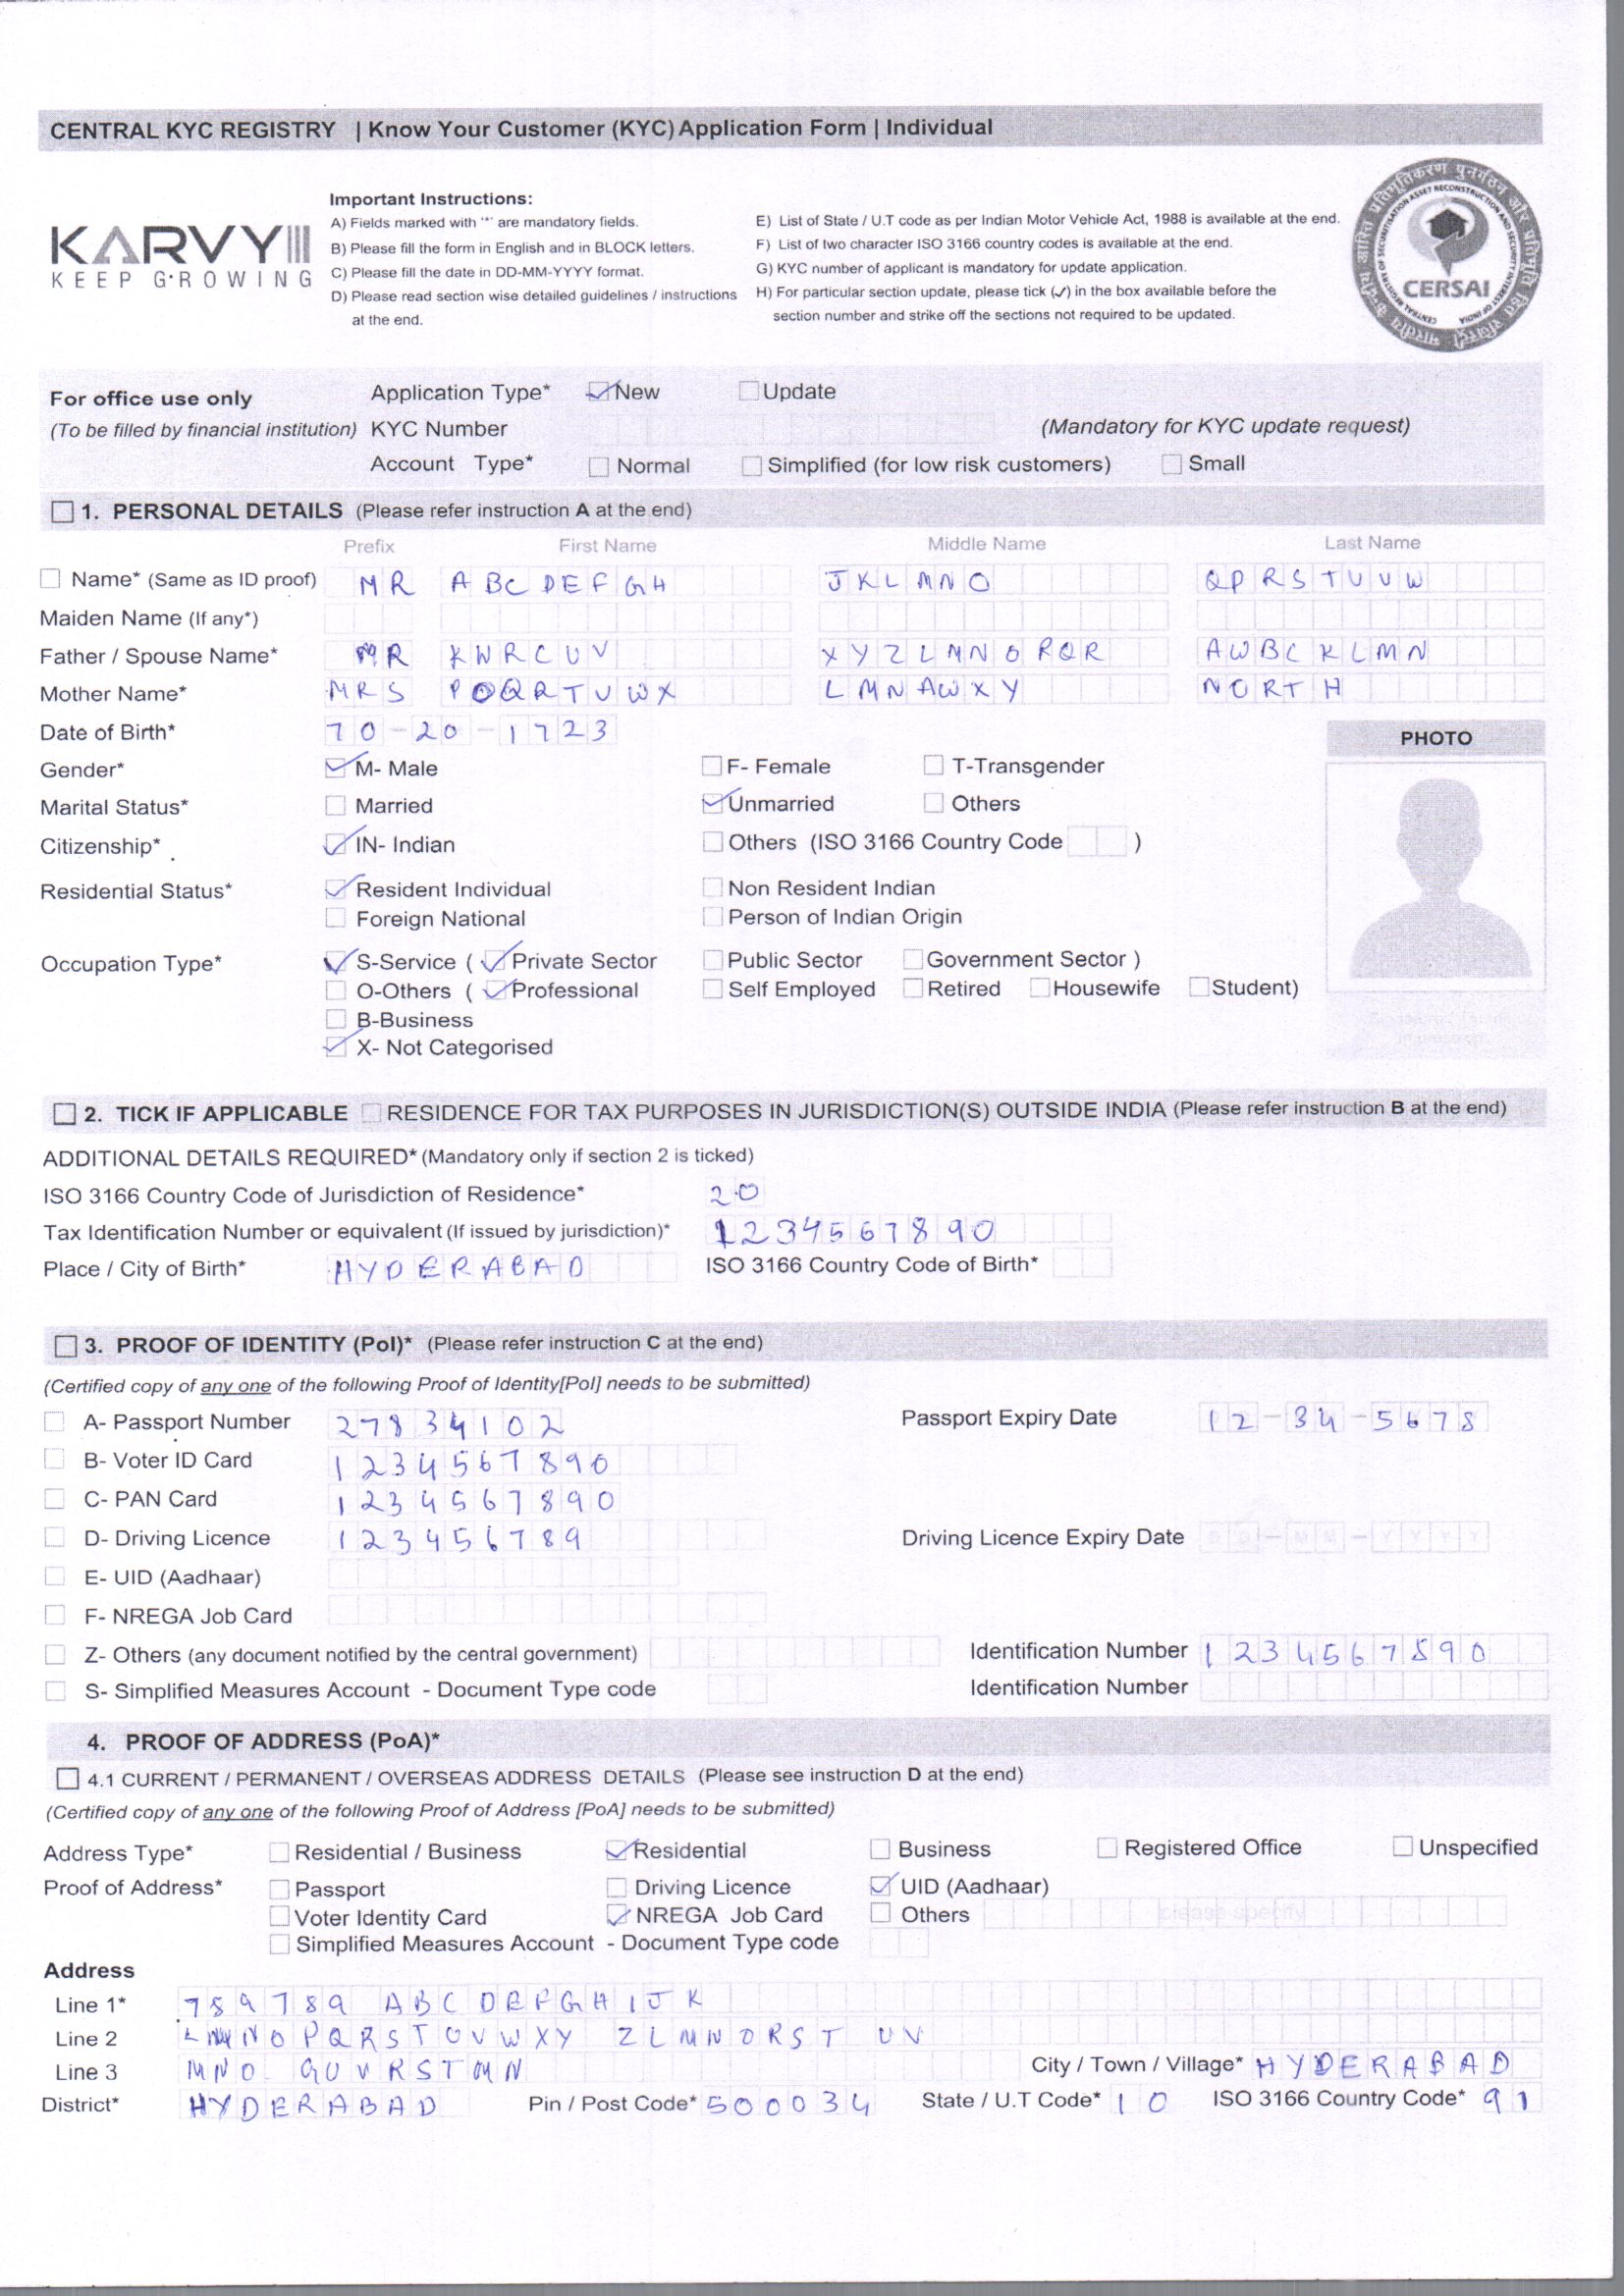 CENTRAL KYC REGISTRY | Know Your Customer (KYC) Application Form | Individual
KARVY
KEEP GROWING
Important Instructions:
A) Fields marked with '*' are mandatory fields.
B) Please fill the form in English and in BLOCK letters.
C) Please fill the date in DD-MM-YYYY format.
D) Please read section wise detailed guidelines / instructions
at the end.
E) List of State / U.T code as per Indian Motor Vehicle Act, 1988 is available at the end.
F) List of two character ISO 3166 country codes is available at the end.
G) KYC number of applicant is mandatory for update application.
H) For particular section update, please tick (✓) in the box available before the
section number and strike off the sections not required to be updated.
CERSAI
For office use only Application Type* New Update
(To be filled by financial institution) KYC Number (Mandatory for KYC update request)
Account Type* Normal Simplified (for low risk customers) Small
1. PERSONAL DETAILS (Please refer instruction A at the end)
Prefix First Name Middle Name Last Name
Name* (Same as ID proof) MR ABCDEFGH JKLMNO QPRSTUVW
Maiden Name (If any*)
Father / Spouse Name* MR KWRCUV XYZLMNORQR AWBCKLMN
Mother Name* MRS POQRTUWX LMNAWXY NORTH
Date of Birth* 70-20-1723
PHOTO
Gender* M- Male F- Female T-Transgender
Marital Status* Married Unmarried Others
Citizenship* IN- Indian Others (ISO 3166 Country Code )
Residential Status* Resident Individual Non Resident Indian
Foreign National Person of Indian Origin
Occupation Type* S-Service ( Private Sector Public Sector Government Sector )
O-Others ( Professional Self Employed Retired Housewife Student)
B-Business
X- Not Categorised
2. TICK IF APPLICABLE RESIDENCE FOR TAX PURPOSES IN JURISDICTION(S) OUTSIDE INDIA (Please refer instruction B at the end)
ADDITIONAL DETAILS REQUIRED* (Mandatory only if section 2 is ticked)
ISO 3166 Country Code of Jurisdiction of Residence* 20
Tax Identification Number or equivalent (If issued by jurisdiction)* 1234567890
Place / City of Birth* HYDERABAD ISO 3166 Country Code of Birth*
3. PROOF OF IDENTITY (PoI)* (Please refer instruction C at the end)
(Certified copy of any one of the following Proof of Identity[PoI] needs to be submitted)
A- Passport Number 27834102 Passport Expiry Date 12-34-5678
B- Voter ID Card 1234567890
C- PAN Card 1234567890
D- Driving Licence 123456789 Driving Licence Expiry Date DD-MM-YYYY
E- UID (Aadhaar)
F- NREGA Job Card
Z- Others (any document notified by the central government) Identification Number 1234567890
S- Simplified Measures Account - Document Type code Identification Number
4. PROOF OF ADDRESS (PoA)*
4.1 CURRENT / PERMANENT / OVERSEAS ADDRESS DETAILS (Please see instruction D at the end)
(Certified copy of any one of the following Proof of Address [PoA] needs to be submitted)
Address Type* Residential / Business Residential Business Registered Office Unspecified
Proof of Address* Passport Driving Licence UID (Aadhaar)
Voter Identity Card NREGA Job Card Others please specify
Simplified Measures Account - Document Type code
Address
Line 1* 789789 ABCDEFGHIJK
Line 2 ZLMNORST UV
Line 3 MNO GUVRSTMN City / Town / Village* HYDERABAD
District* HYDERABAD Pin / Post Code* 500034 State / U.T Code* 10 ISO 3166 Country Code* 91